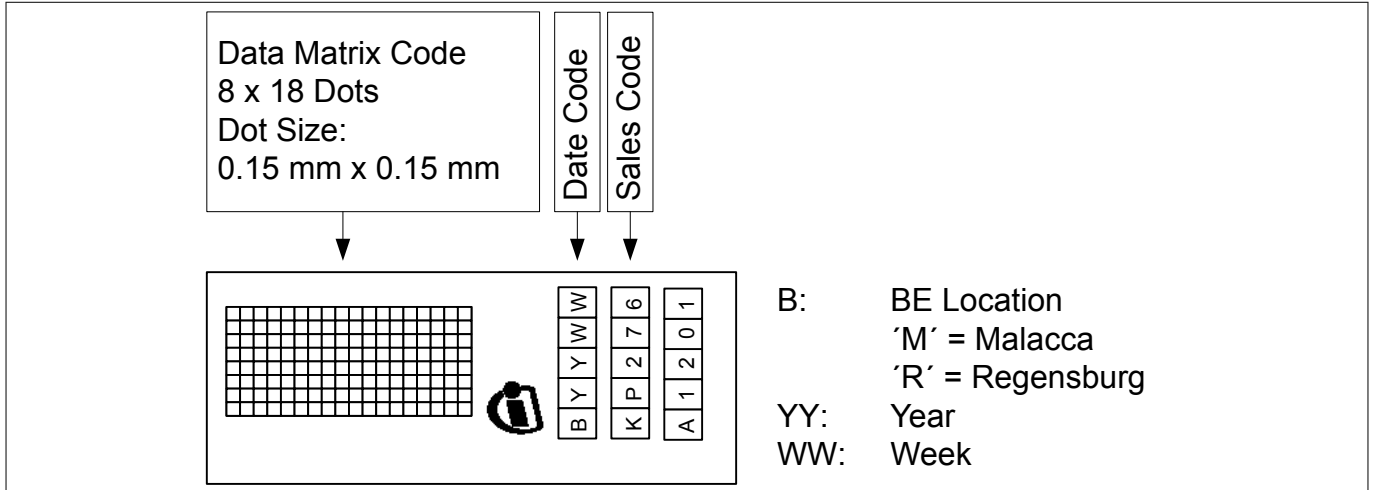 Data Matrix Code
8 x 18 Dots
Dot Size:
0.15 mm x 0.15 mm
Date Code
Sales Code
BYYWW
KP276
A1201
B: BE Location
´M´ = Malacca
´R´ = Regensburg
YY: Year
WW: Week